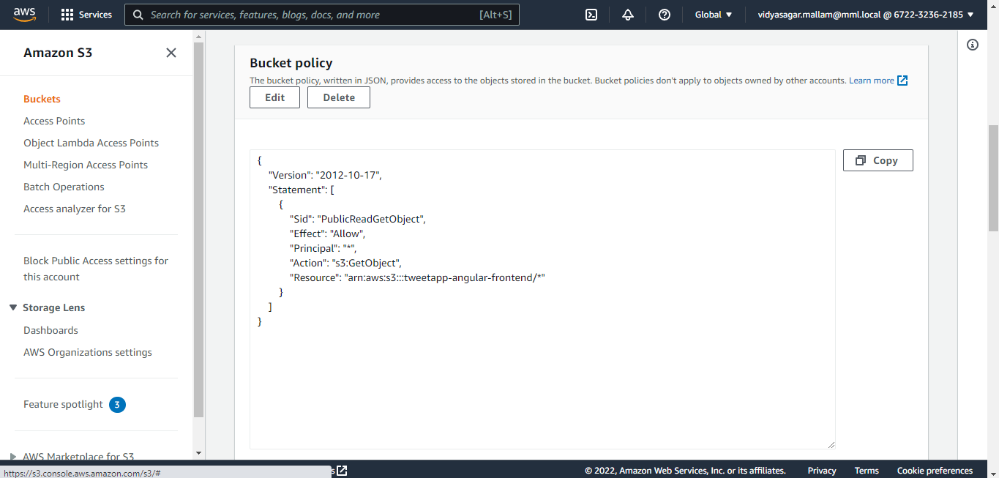 aws
Services
Search for services, features, blogs, docs, and more
[Alt+S]
Global
vidyasagar.mallam@mml.local @ 6722-3236-2185
Amazon S3
Buckets
Access Points
Object Lambda Access Points
Multi-Region Access Points
Batch Operations
Access analyzer for S3
Block Public Access settings for
this account
Storage Lens
Dashboards
AWS Organizations settings
Feature spotlight 3
AWS Marketplace for S3
Bucket policy
The bucket policy, written in JSON, provides access to the objects stored in the bucket. Bucket policies don't apply to objects owned by other accounts. Learn more
Edit
Delete
Copy
{
"Version": "2012-10-17",
"Statement": [
{
"Sid": "PublicReadGetObject",
"Effect": "Allow",
"Principal": "*",
"Action": "s3:GetObject",
"Resource": "arn:aws:s3:::tweetapp-angular-frontend/*"
}
]
}
https://s3.console.aws.amazon.com/s3/#
© 2022, Amazon Web Services, Inc. or its affiliates.
Privacy
Terms
Cookie preferences